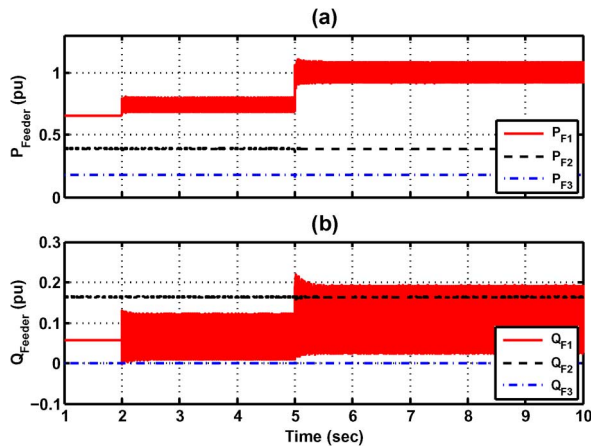 (a)
P_Feeder (pu)
1
0.5
0
P_F1
P_F2
P_F3
(b)
Q_Feeder (pu)
0.3
0.2
0.1
0
−0.1
Q_F1
Q_F2
Q_F3
1 2 3 4 5 6 7 8 9 10
Time (sec)